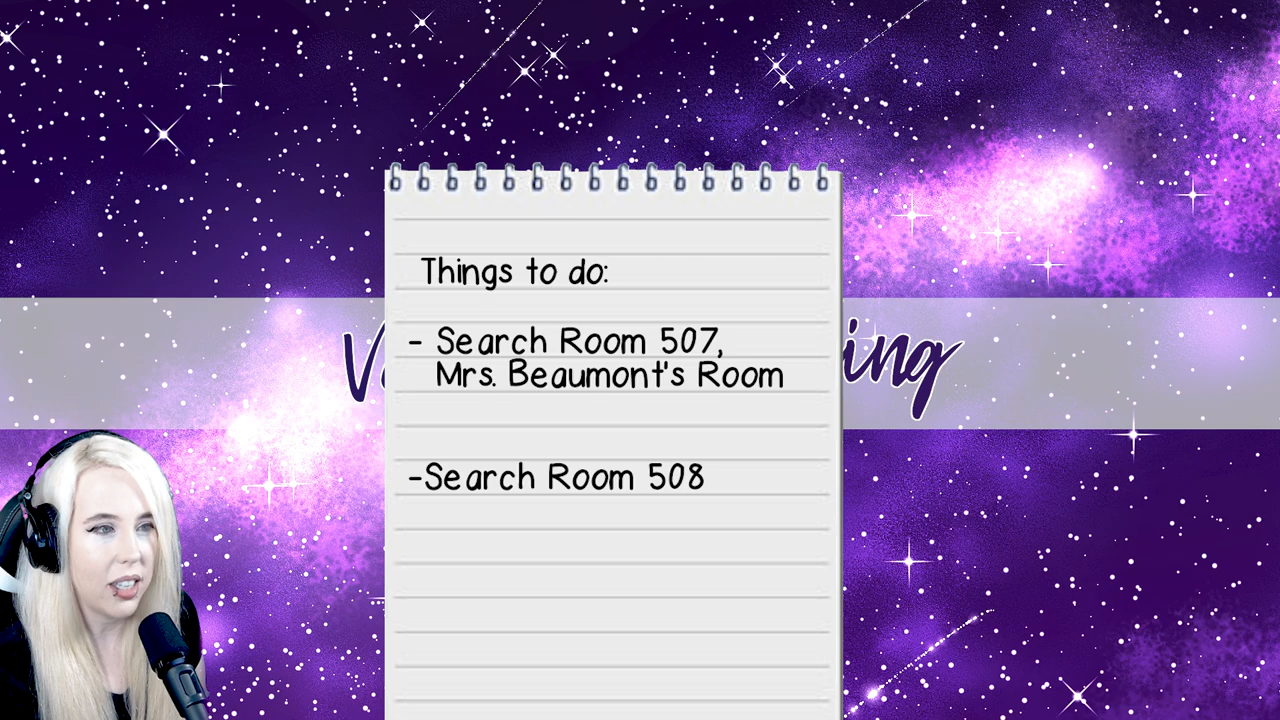 Things to do:
- Search Room 507,
Mrs. Beaumont's Room
-Search Room 508